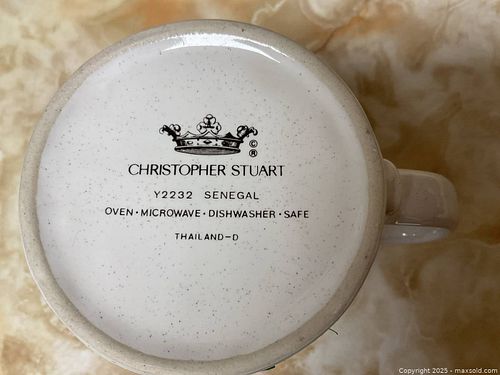 ©
®
CHRISTOPHER STUART
Y2232 SENEGAL
OVEN · MICROWAVE · DISHWASHER · SAFE
THAILAND-D
Copyright 2025 - maxsold.com